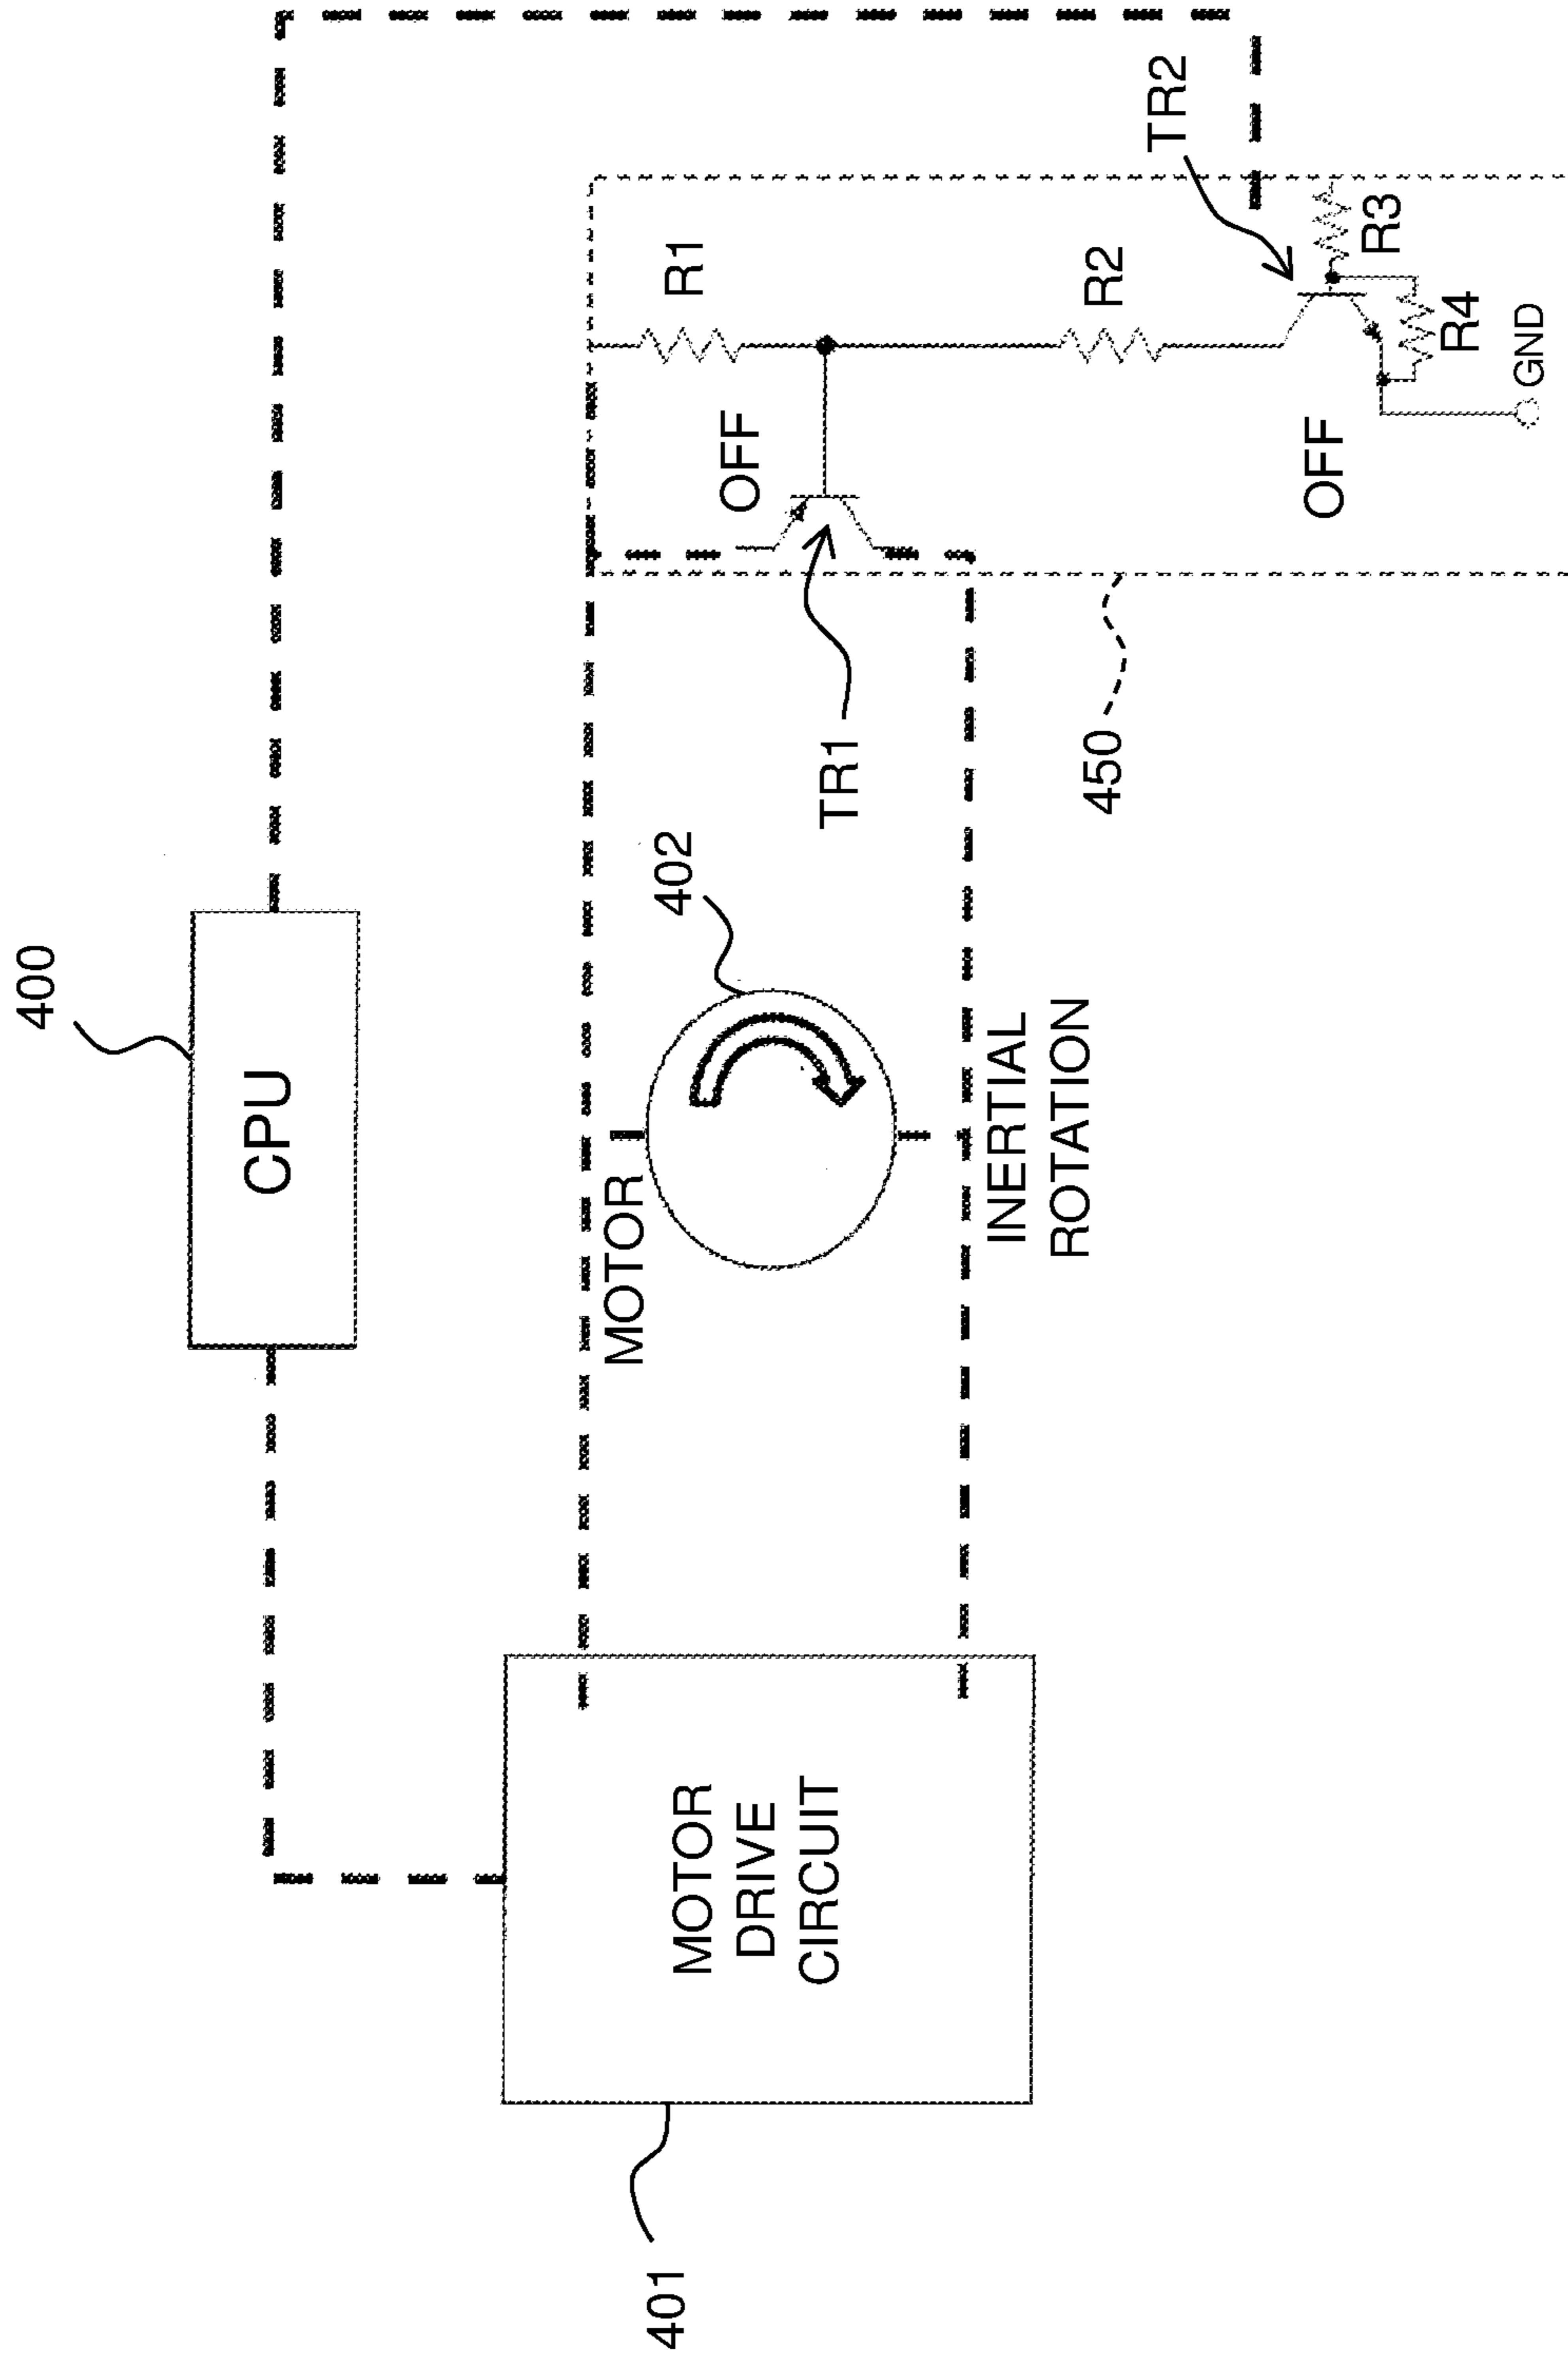 400
CPU
401
MOTOR
DRIVE
CIRCUIT
MOTOR
402
INERTIAL
ROTATION
TR1
OFF
R1
450
R2
TR2
OFF
R3
R4
GND